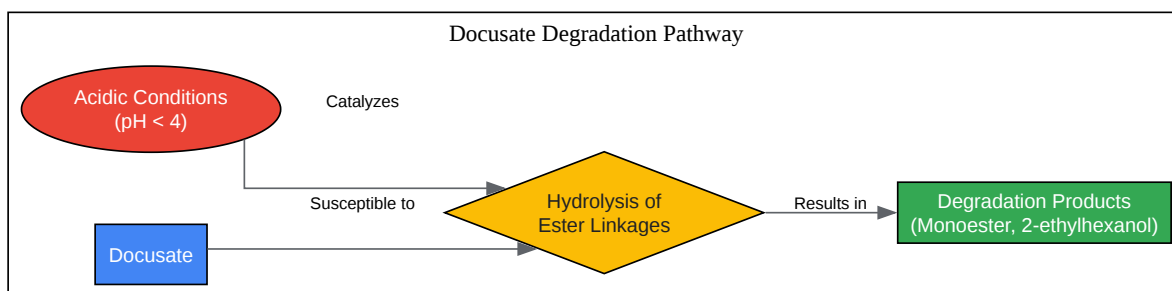 Docusate Degradation Pathway
Acidic Conditions
(pH < 4)
Catalyzes
Susceptible to
Hydrolysis of
Ester Linkages
Results in
Degradation Products
(Monoester, 2-ethylhexanol)
Docusate